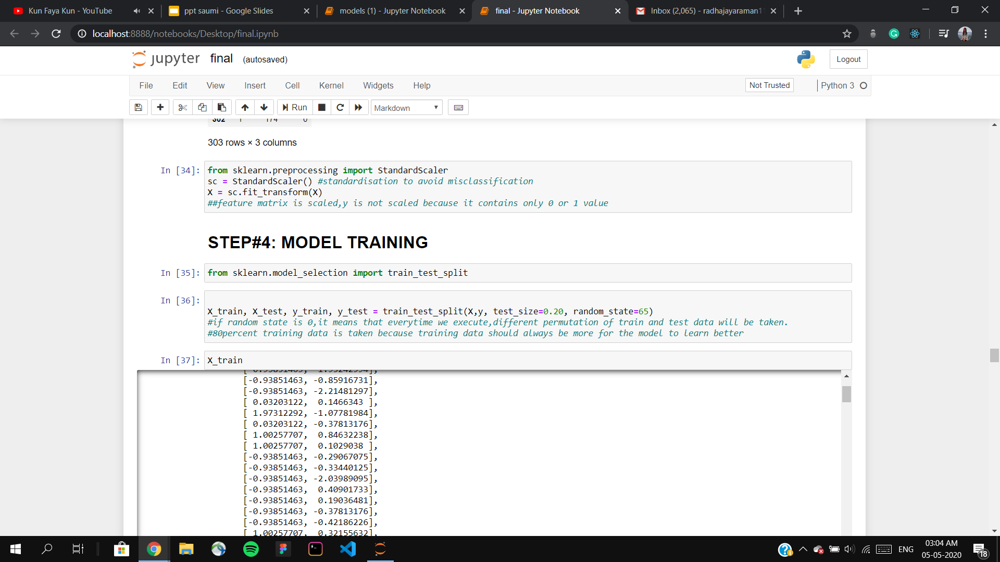 Kun Faya Kun - YouTube
ppt saumi - Google Slides
models (1) - Jupyter Notebook
final - Jupyter Notebook
Inbox (2,065) - radhajayaraman1
localhost:8888/notebooks/Desktop/final.ipynb
jupyter final (autosaved)
Logout
File Edit View Insert Cell Kernel Widgets Help
Not Trusted
Python 3
Run
Markdown
302 1 174 0
303 rows × 3 columns
In [34]:
from sklearn.preprocessing import StandardScaler
sc = StandardScaler() #standardisation to avoid misclassification
X = sc.fit_transform(X)
##feature matrix is scaled,y is not scaled because it contains only 0 or 1 value
STEP#4: MODEL TRAINING
In [35]: from sklearn.model_selection import train_test_split
In [36]:
X_train, X_test, y_train, y_test = train_test_split(X,y, test_size=0.20, random_state=65)
#if random state is 0,it means that everytime we execute,different permutation of train and test data will be taken.
#80percent training data is taken because training data should always be more for the model to learn better
In [37]: X_train
[-0.93851463, -0.85916731],
[-0.93851463, -2.21481297],
[ 0.03203122,  0.1466343 ],
[ 1.97312292, -1.07781984],
[ 0.03203122, -0.37813176],
[ 1.00257707,  0.84632238],
[ 1.00257707,  0.1029038 ],
[-0.93851463, -0.29067075],
[-0.93851463, -0.33440125],
[-0.93851463, -2.03989095],
[-0.93851463,  0.40901733],
[-0.93851463,  0.19036481],
[-0.93851463, -0.37813176],
[-0.93851463, -0.42186226],
[ 1.00257707,  0.32155632],
ENG
03:04 AM
05-05-2020
18